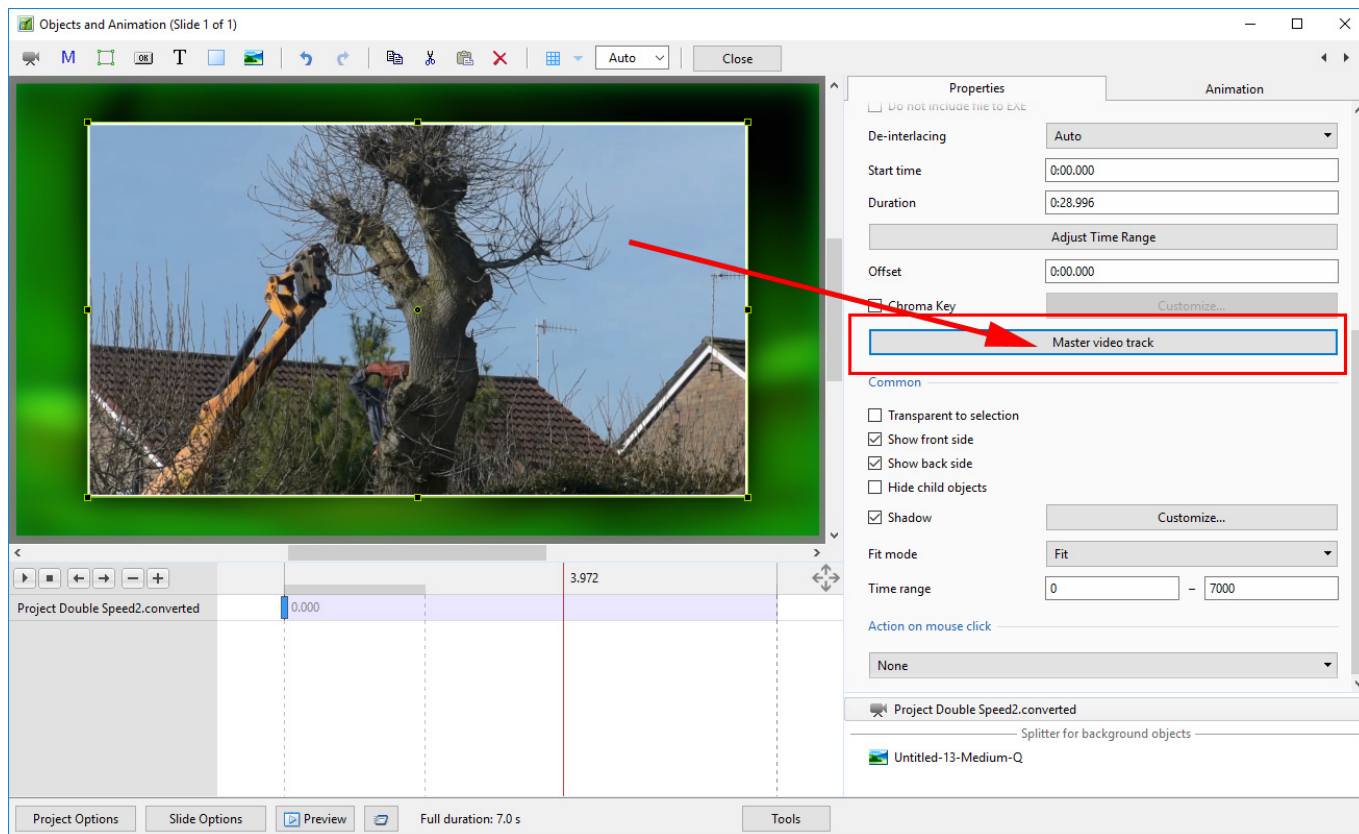 Objects and Animation (Slide 1 of 1)
M OK T Auto Close
Properties Animation
Do not include file to EXE
De-interlacing Auto
Start time 0:00.000
Duration 0:28.996
Adjust Time Range
Offset 0:00.000
Chroma Key Customize...
Master video track
Common
Transparent to selection
Show front side
Show back side
Hide child objects
Shadow Customize...
Fit mode Fit
Time range 0 – 7000
Action on mouse click
None
3.972
Project Double Speed2.converted 0.000
Project Double Speed2.converted
Splitter for background objects
Untitled-13-Medium-Q
Project Options Slide Options Preview Full duration: 7.0 s Tools